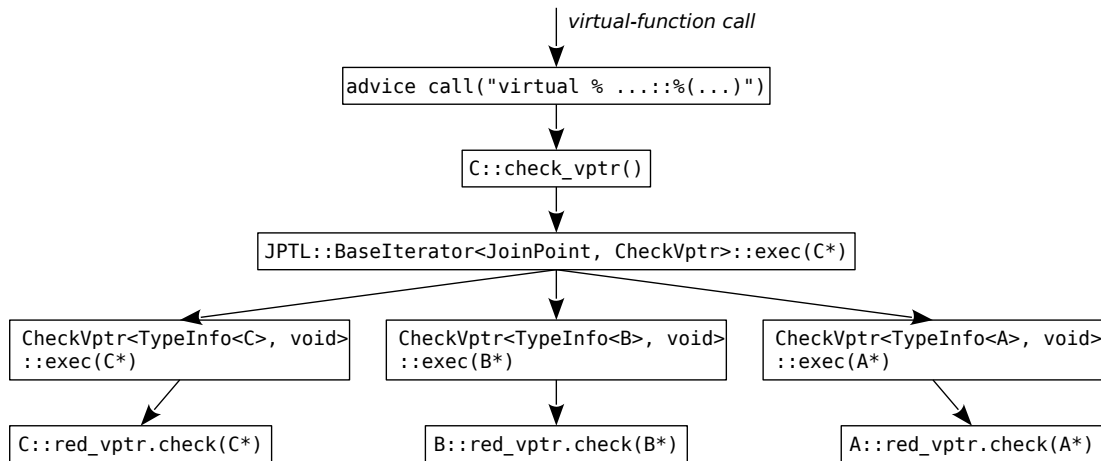 virtual-function call
advice call("virtual % ...::%(...)")
C::check_vptr()
JPTL::BaseIterator<JoinPoint, CheckVptr>::exec(C*)
CheckVptr<TypeInfo<C>, void>
::exec(C*)
CheckVptr<TypeInfo<B>, void>
::exec(B*)
CheckVptr<TypeInfo<A>, void>
::exec(A*)
C::red_vptr.check(C*)
B::red_vptr.check(B*)
A::red_vptr.check(A*)